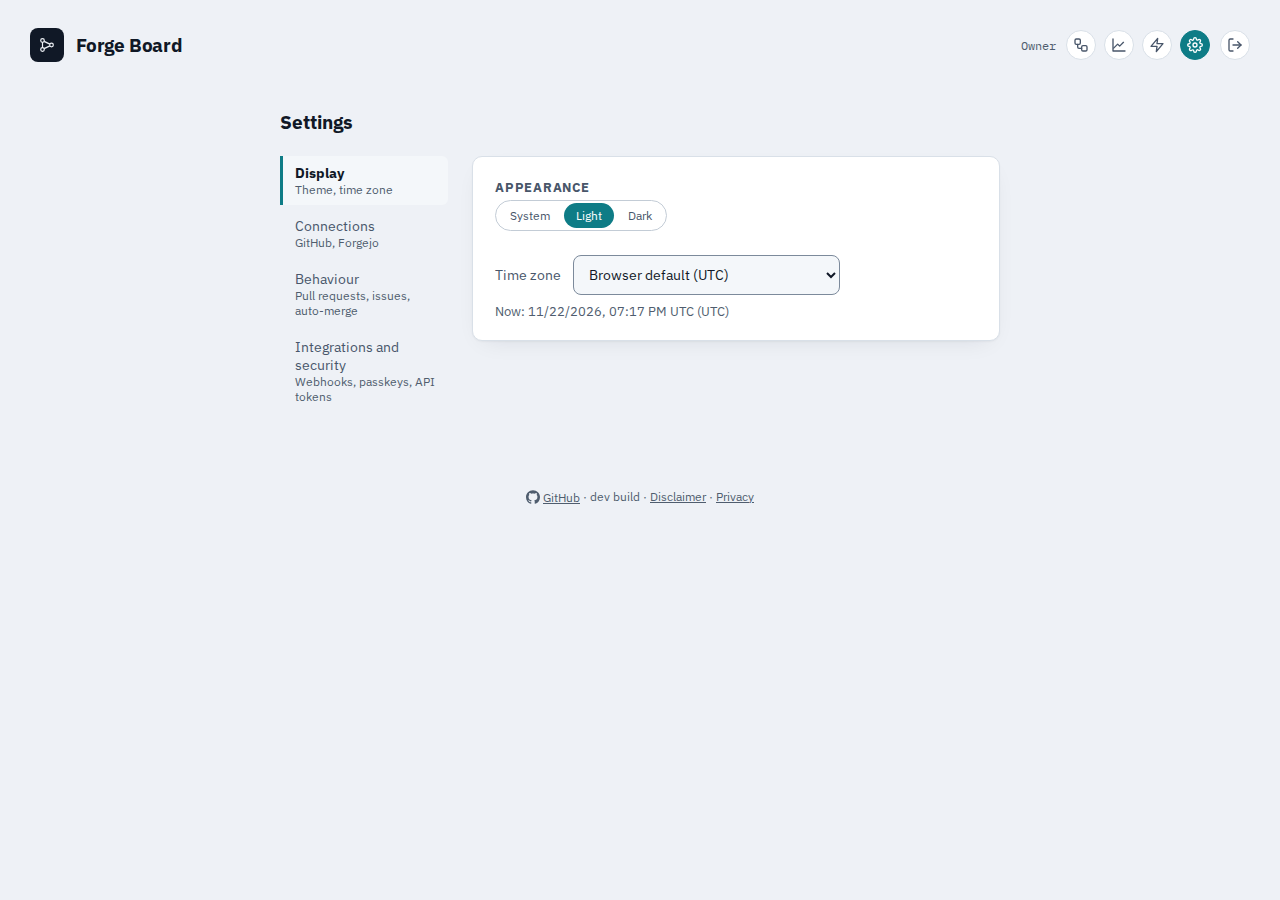 Forge Board
Owner
Settings
Display
Theme, time zone
Connections
GitHub, Forgejo
Behaviour
Pull requests, issues,
auto-merge
Integrations and
security
Webhooks, passkeys, API
tokens
APPEARANCE
System Light Dark
Time zone Browser default (UTC)
Now: 11/22/2026, 07:17 PM UTC (UTC)
GitHub · dev build · Disclaimer · Privacy